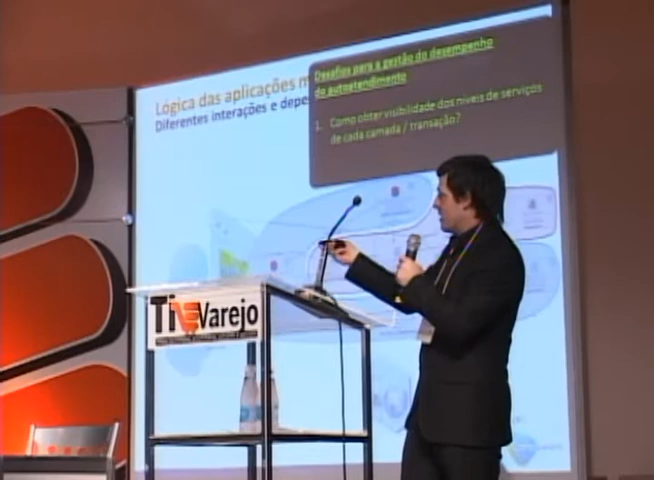 Lógica das aplicações m
Diferentes interações e depe
Desafios para a gestão do desempenho
do autoatendimento
1. Como obter visibilidade dos níveis de serviços
de cada camada / transação?
TI Varejo